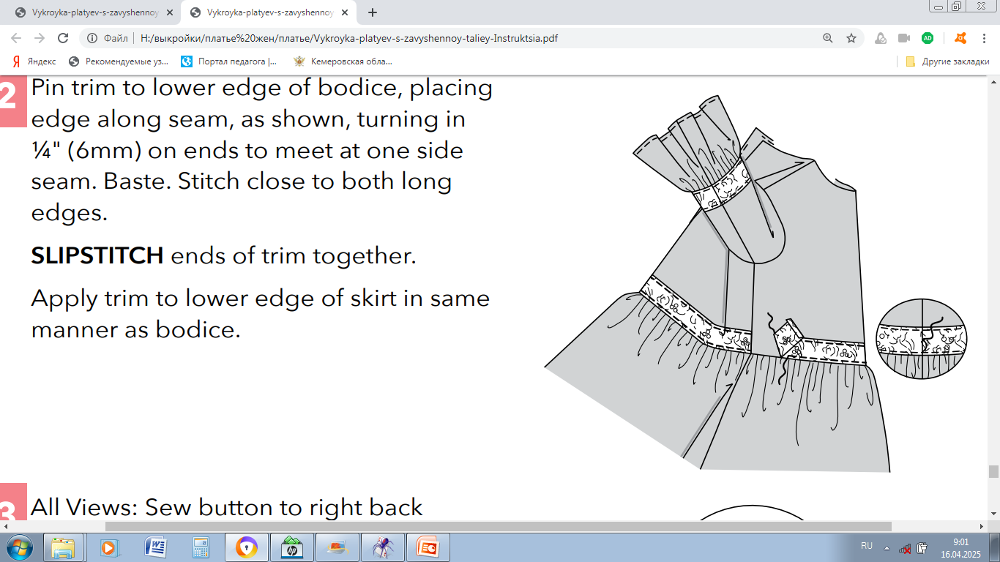 Vykroyka-platyev-s-zavyshennoy
Vykroyka-platyev-s-zavyshennoy
Файл
H:/выкройки/платье%20жен/платье/Vykroyka-platyev-s-zavyshennoy-taliey-Instruktsia.pdf
AD
Яндекс
Рекомендуемые уз...
Портал педагога |...
Кемеровская обла...
Другие закладки
2
Pin trim to lower edge of bodice, placing
edge along seam, as shown, turning in
¼" (6mm) on ends to meet at one side
seam. Baste. Stitch close to both long
edges.
SLIPSTITCH ends of trim together.
Apply trim to lower edge of skirt in same
manner as bodice.
3
All Views: Sew button to right back
RU
9:01
16.04.2025